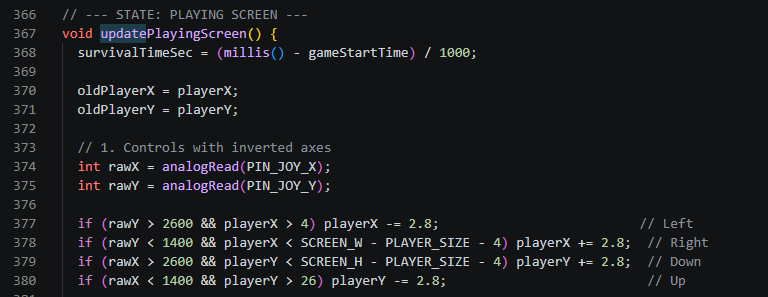 366 // --- STATE: PLAYING SCREEN ---
367 void updatePlayingScreen() {
368 survivalTimeSec = (millis() - gameStartTime) / 1000;
369
370 oldPlayerX = playerX;
371 oldPlayerY = playerY;
372
373 // 1. Controls with inverted axes
374 int rawX = analogRead(PIN_JOY_X);
375 int rawY = analogRead(PIN_JOY_Y);
376
377 if (rawY > 2600 && playerX > 4) playerX -= 2.8; // Left
378 if (rawY < 1400 && playerX < SCREEN_W - PLAYER_SIZE - 4) playerX += 2.8; // Right
379 if (rawX > 2600 && playerY < SCREEN_H - PLAYER_SIZE - 4) playerY += 2.8; // Down
380 if (rawX < 1400 && playerY > 26) playerY -= 2.8; // Up